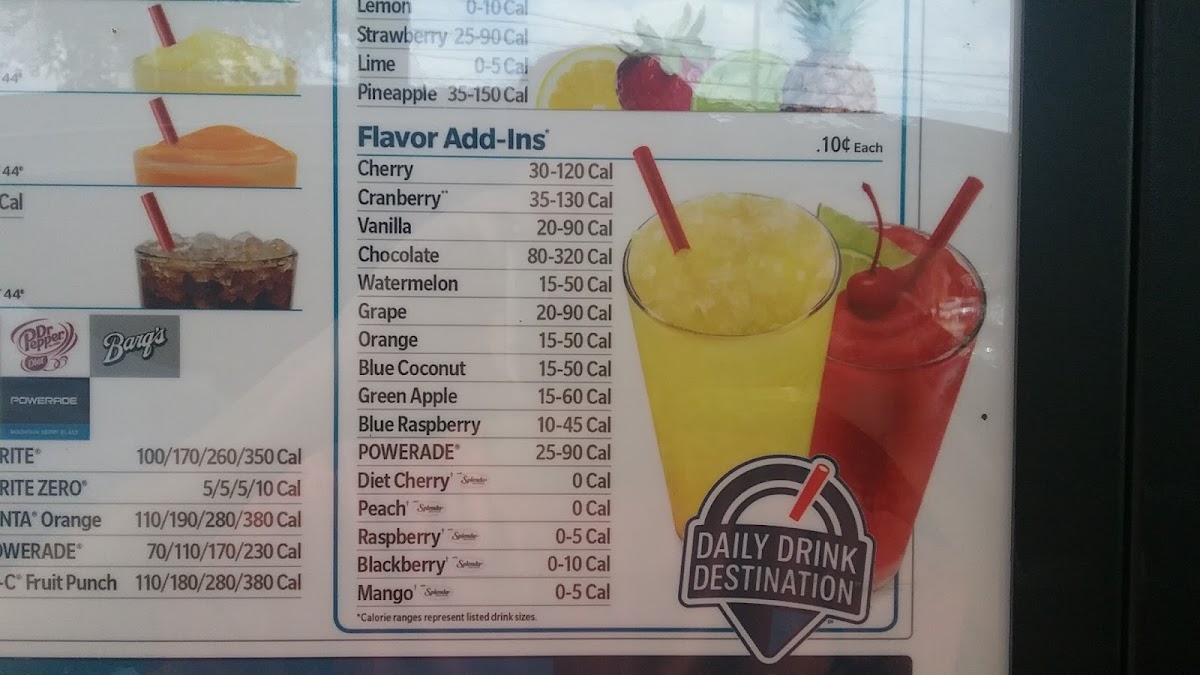 44°
44°
Cal
44°
Dr Pepper
Diet
Barq's
POWERADE
RITE® 100/170/260/350 Cal
RITE ZERO® 5/5/5/10 Cal
NTA® Orange 110/190/280/380 Cal
OWERADE® 70/110/170/230 Cal
-C® Fruit Punch 110/180/280/380 Cal
Lemon 0-10 Cal
Strawberry 25-90 Cal
Lime 0-5 Cal
Pineapple 35-150 Cal
Flavor Add-Ins* .10¢ Each
Cherry 30-120 Cal
Cranberry** 35-130 Cal
Vanilla 20-90 Cal
Chocolate 80-320 Cal
Watermelon 15-50 Cal
Grape 20-90 Cal
Orange 15-50 Cal
Blue Coconut 15-50 Cal
Green Apple 15-60 Cal
Blue Raspberry 10-45 Cal
POWERADE® 25-90 Cal
Diet Cherry† Splenda 0 Cal
Peach† Splenda 0 Cal
Raspberry† Splenda 0-5 Cal
Blackberry† Splenda 0-10 Cal
Mango† Splenda 0-5 Cal
*Calorie ranges represent listed drink sizes.
DAILY DRINK
DESTINATION